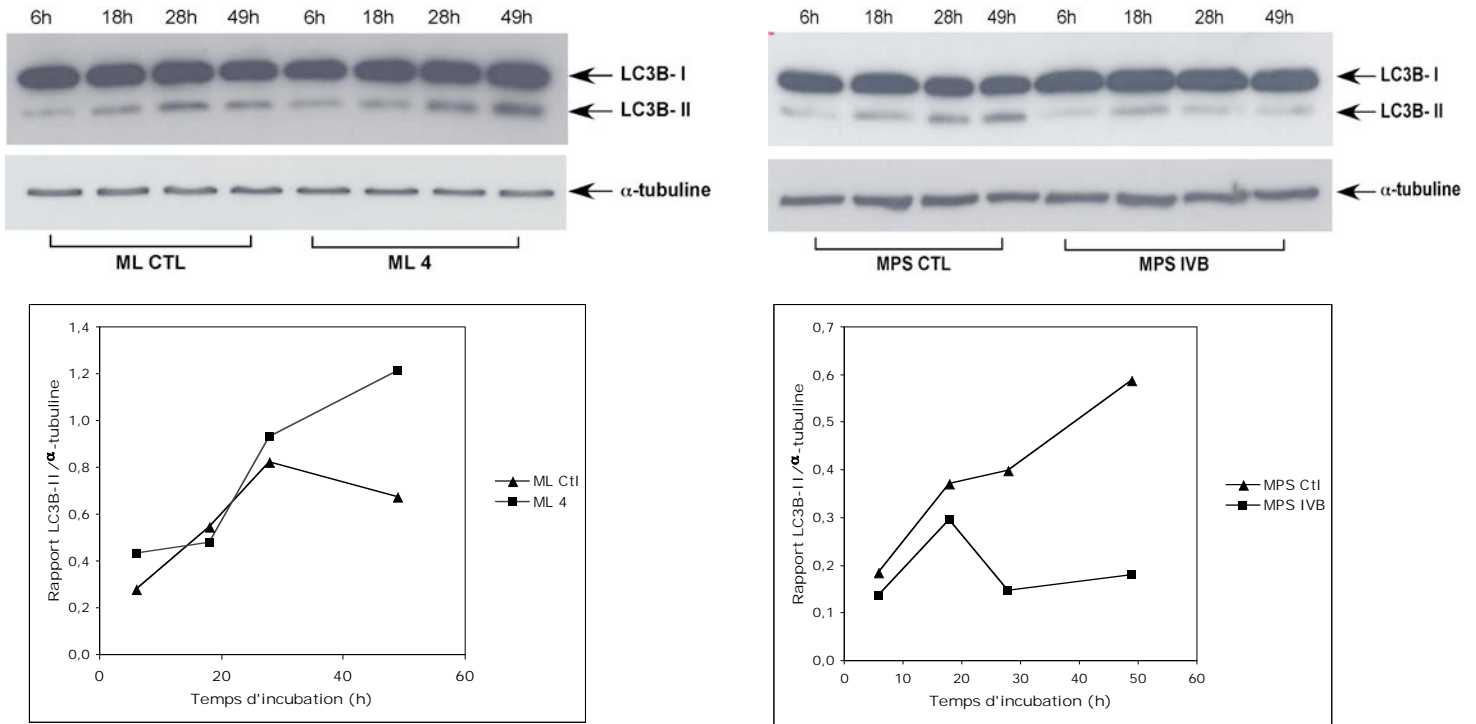 6h 18h 28h 49h 6h 18h 28h 49h
LC3B- I
LC3B- II
α-tubuline
ML CTL ML 4
6h 18h 28h 49h 6h 18h 28h 49h
LC3B- I
LC3B- II
α-tubuline
MPS CTL MPS IVB
1,4
1,2
1,0
0,8
0,6
0,4
0,2
0,0
0 20 40 60
Rapport LC3B-II/α-tubuline
Temps d'incubation (h)
ML Ctl
ML 4
0,7
0,6
0,5
0,4
0,3
0,2
0,1
0,0
0 10 20 30 40 50 60
Rapport LC3B-II/α-tubuline
Temps d'incubation (h)
MPS Ctl
MPS IVB